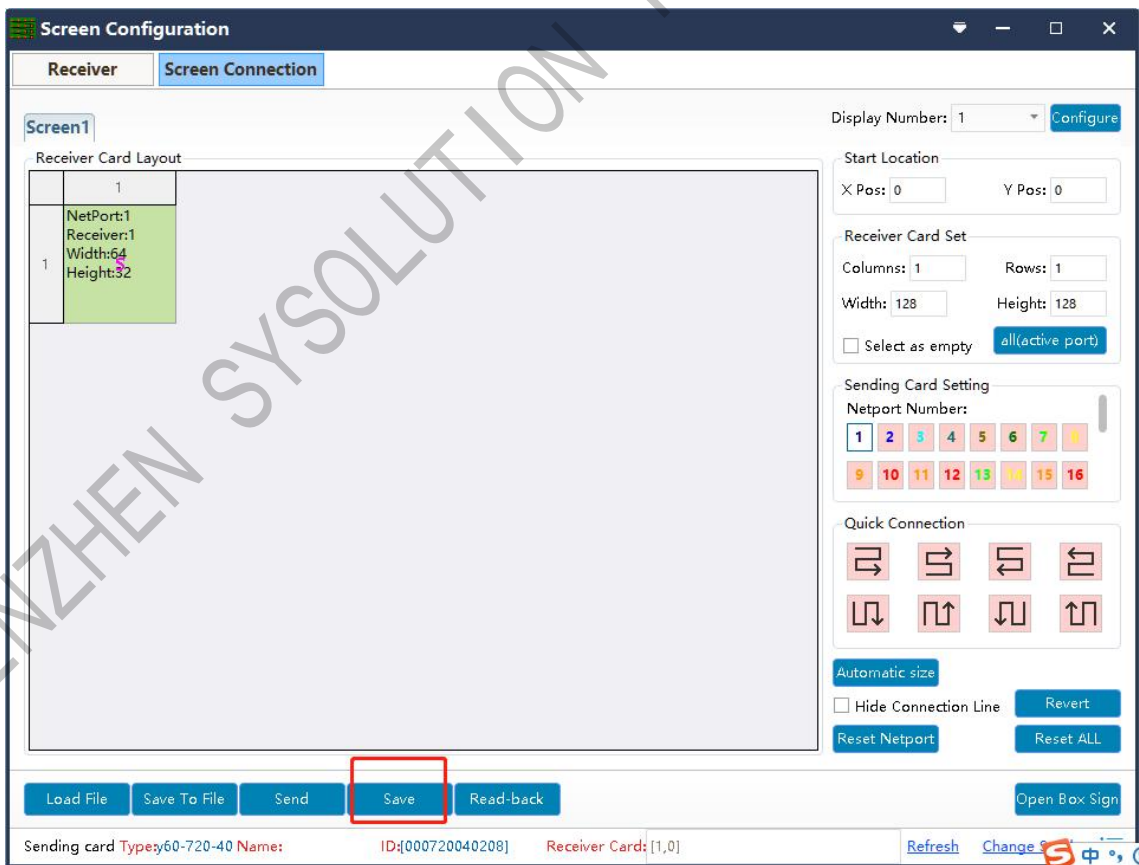 Screen Configuration
Receiver
Screen Connection
Screen1
Display Number: 1
Configure
Receiver Card Layout
1
1
NetPort:1
Receiver:1
Width:64
Height:32
S
Start Location
X Pos: 0
Y Pos: 0
Receiver Card Set
Columns: 1
Rows: 1
Width: 128
Height: 128
Select as empty
all(active port)
Sending Card Setting
Netport Number:
1 2 3 4 5 6 7 8
9 10 11 12 13 14 15 16
Quick Connection
Automatic size
Hide Connection Line
Revert
Reset Netport
Reset ALL
Load File
Save To File
Send
Save
Read-back
Open Box Sign
Sending card Type:y60-720-40 Name:
ID:[000720040208]
Receiver Card: [1,0]
Refresh
Change
S 中
SYSOLUTION